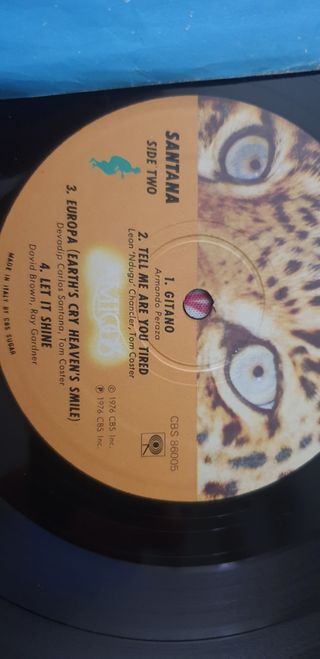 SANTANA
SIDE TWO
AMIGOS
1. GITANO
Armando Peraza
2. TELL ME ARE YOU TIRED
Leon 'Ndugu' Chancler, Tom Coster
3. EUROPA (EARTH'S CRY HEAVEN'S SMILE)
Devadip Carlos Santana, Tom Coster
4. LET IT SHINE
David Brown, Ray Gardner
CBS 86005
© 1976 CBS Inc.
℗ 1976 CBS Inc.
MADE IN ITALY BY CBS SUGAR